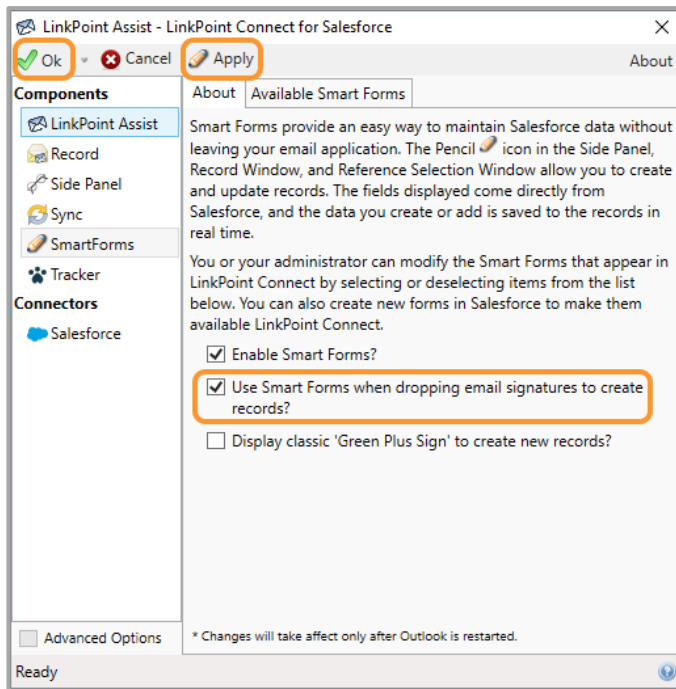 LinkPoint Assist - LinkPoint Connect for Salesforce
Ok Cancel Apply About
Components
LinkPoint Assist
Record
Side Panel
Sync
SmartForms
Tracker
Connectors
Salesforce
About Available Smart Forms
Smart Forms provide an easy way to maintain Salesforce data without
leaving your email application. The Pencil icon in the Side Panel,
Record Window, and Reference Selection Window allow you to create
and update records. The fields displayed come directly from
Salesforce, and the data you create or add is saved to the records in
real time.
You or your administrator can modify the Smart Forms that appear in
LinkPoint Connect by selecting or deselecting items from the list
below. You can also create new forms in Salesforce to make them
available LinkPoint Connect.
Enable Smart Forms?
Use Smart Forms when dropping email signatures to create
records?
Display classic 'Green Plus Sign' to create new records?
Advanced Options
* Changes will take affect only after Outlook is restarted.
Ready